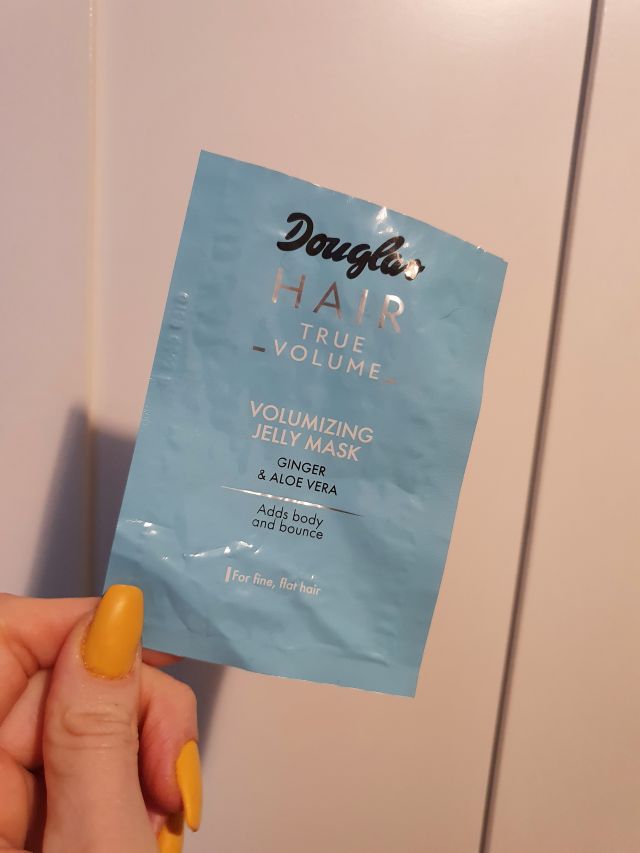 Douglas
HAIR
TRUE
VOLUME
VOLUMIZING
JELLY MASK
GINGER
& ALOE VERA
Adds body
and bounce
For fine, flat hair